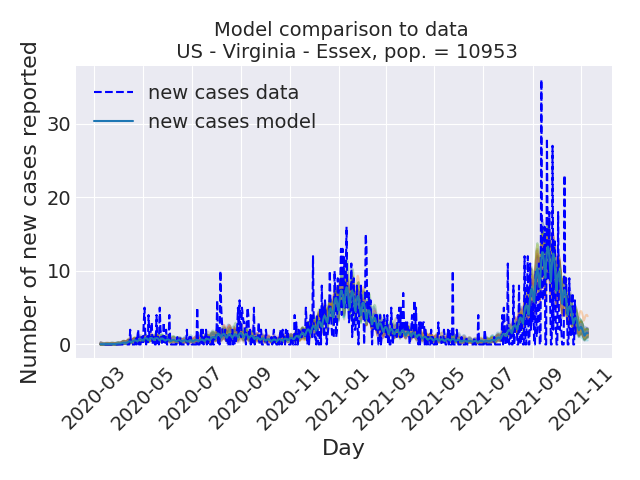 Model comparison to data
US - Virginia - Essex, pop. = 10953
Number of new cases reported
new cases data
new cases model
30
20
10
0
2020-03
2020-05
2020-07
2020-09
2020-11
2021-01
2021-03
2021-05
2021-07
2021-09
2021-11
Day